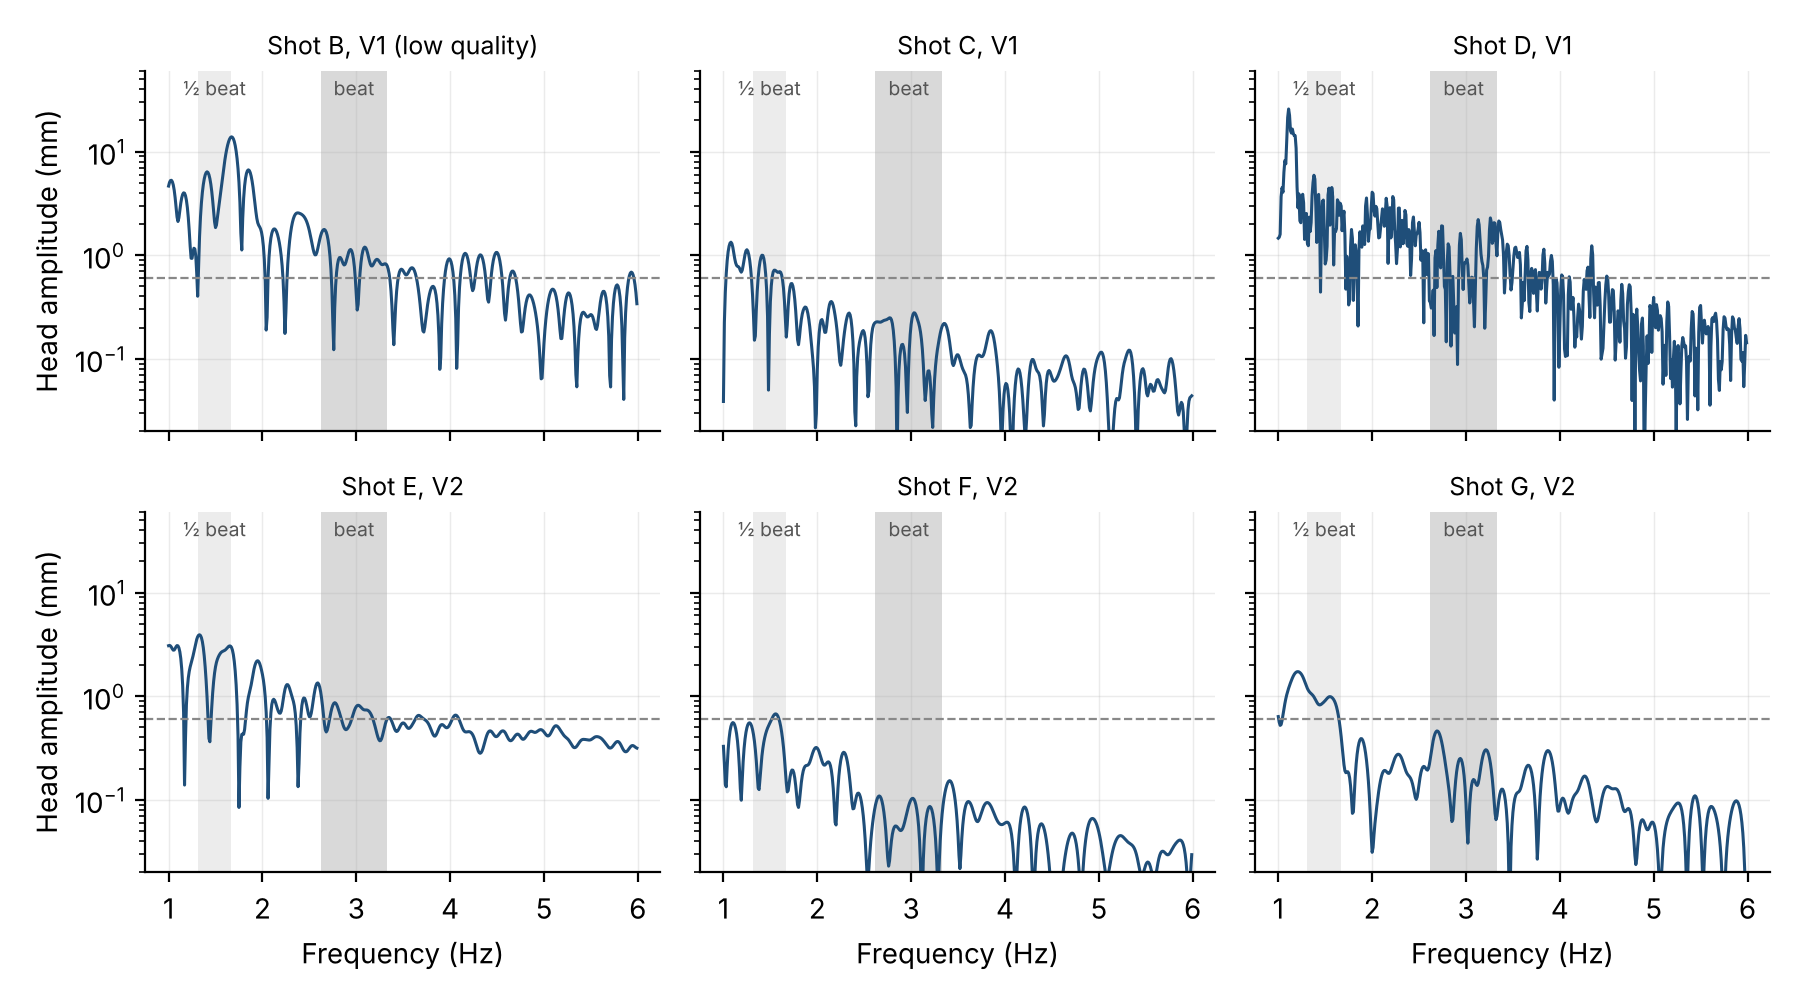 Shot B, V1 (low quality)
Shot C, V1
Shot D, V1
½ beat
beat
½ beat
beat
½ beat
beat
Head amplitude (mm)
10¹
10⁰
10⁻¹
Shot E, V2
Shot F, V2
Shot G, V2
½ beat
beat
½ beat
beat
½ beat
beat
Head amplitude (mm)
10¹
10⁰
10⁻¹
1 2 3 4 5 6
1 2 3 4 5 6
1 2 3 4 5 6
Frequency (Hz)
Frequency (Hz)
Frequency (Hz)